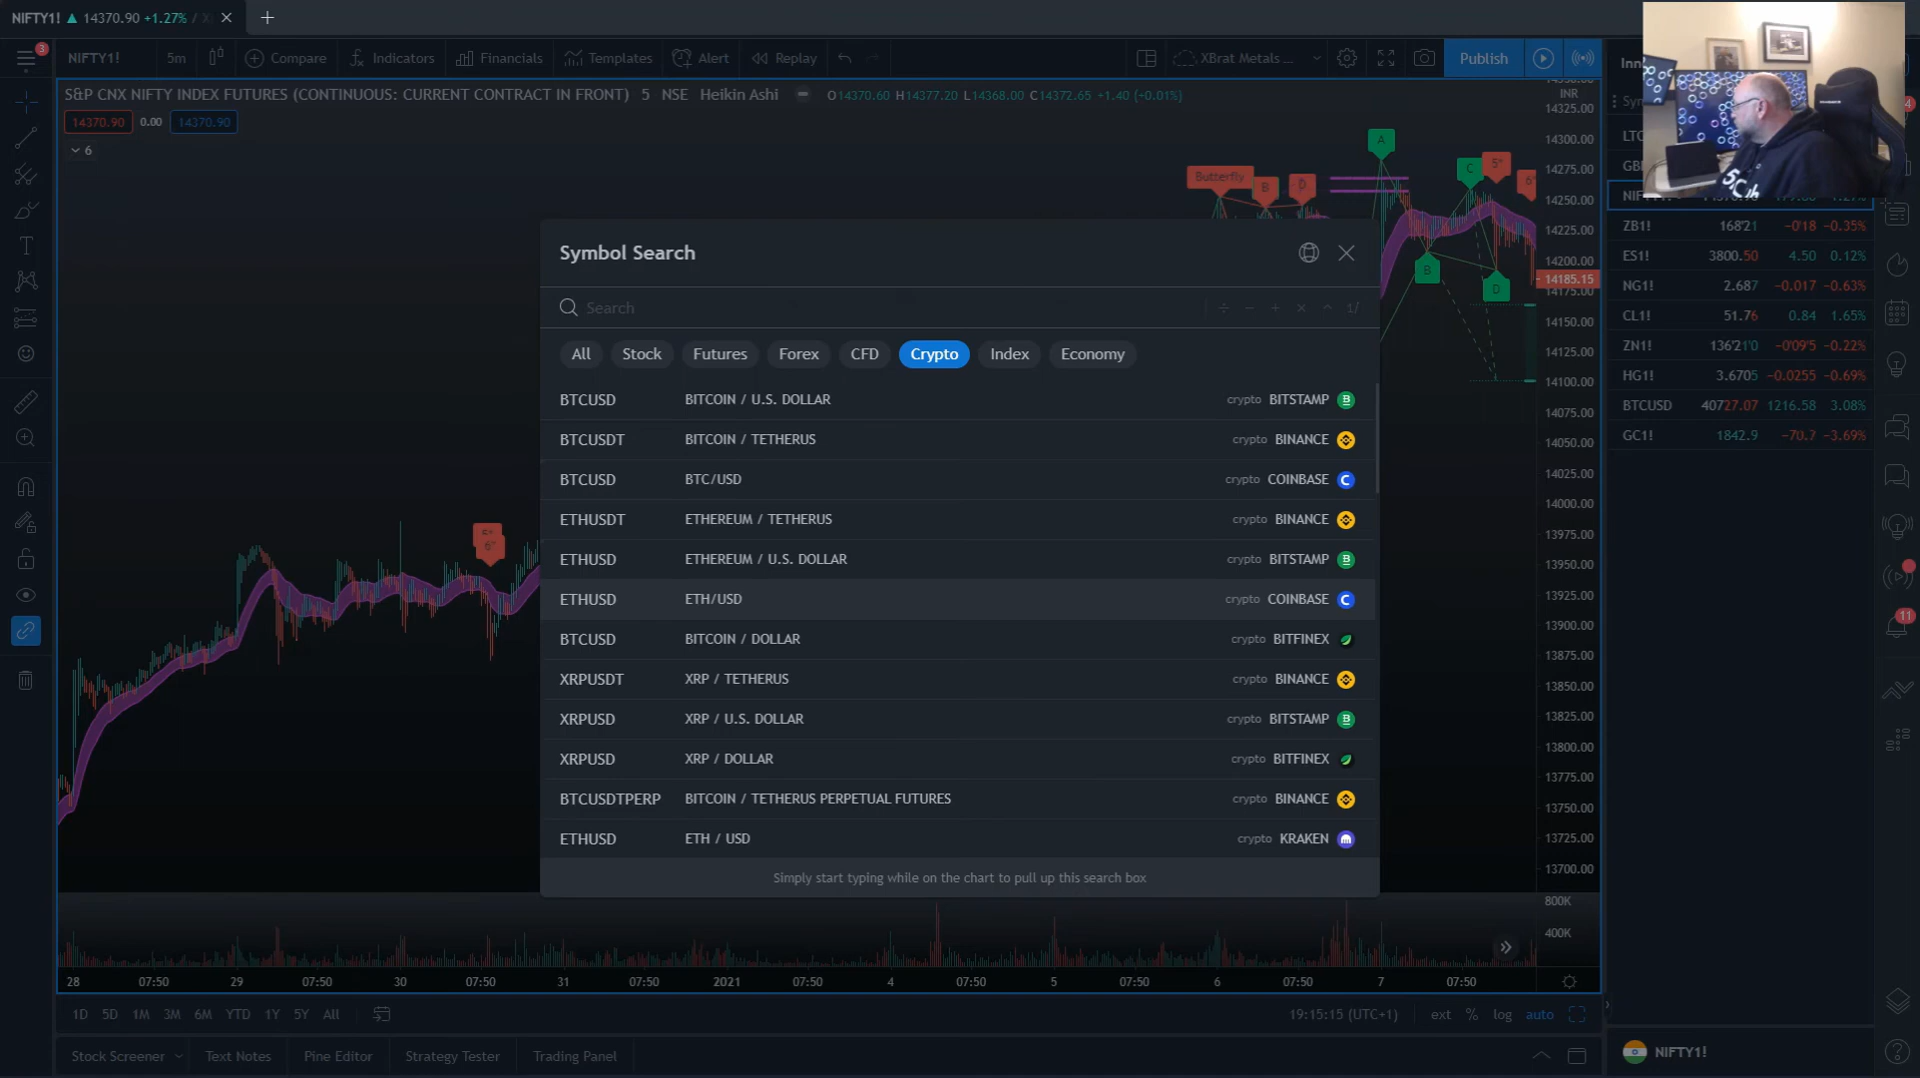 NIFTY1! ▲ 14370.90 +1.27% / X
3
NIFTY1!
5m
Compare
Indicators
Financials
Templates
Alert
Replay
XBrat Metals ...
Publish
S&P CNX NIFTY INDEX FUTURES (CONTINUOUS: CURRENT CONTRACT IN FRONT) 5 NSE Heikin Ashi
O14370.60 H14377.20 L14368.00 C14372.65 +1.40 (+0.01%)
14370.90 0.00 14370.90
6
INR
14325.00
14300.00
14275.00
14250.00
14225.00
14200.00
14185.15
14175.00
14150.00
14125.00
14100.00
14075.00
14050.00
14025.00
14000.00
13975.00
13950.00
13925.00
13900.00
13875.00
13850.00
13825.00
13800.00
13775.00
13750.00
13725.00
13700.00
800K
400K
Butterfly
B
D
A
C
5*
B
D
Symbol Search
Search
÷ − + × ^ 1/
All Stock Futures Forex CFD Crypto Index Economy
BTCUSD BITCOIN / U.S. DOLLAR crypto BITSTAMP
BTCUSDT BITCOIN / TETHERUS crypto BINANCE
BTCUSD BTC/USD crypto COINBASE
ETHUSDT ETHEREUM / TETHERUS crypto BINANCE
ETHUSD ETHEREUM / U.S. DOLLAR crypto BITSTAMP
ETHUSD ETH/USD crypto COINBASE
BTCUSD BITCOIN / DOLLAR crypto BITFINEX
XRPUSDT XRP / TETHERUS crypto BINANCE
XRPUSD XRP / U.S. DOLLAR crypto BITSTAMP
XRPUSD XRP / DOLLAR crypto BITFINEX
BTCUSDTPERP BITCOIN / TETHERUS PERPETUAL FUTURES crypto BINANCE
ETHUSD ETH / USD crypto KRAKEN
Simply start typing while on the chart to pull up this search box
ZB1! 168'21 −0'18 −0.35%
ES1! 3800.50 4.50 0.12%
NG1! 2.687 −0.017 −0.63%
CL1! 51.76 0.84 1.65%
ZN1! 136'21'0 −0'09'5 −0.22%
HG1! 3.6705 −0.0255 −0.69%
BTCUSD 40727.07 1216.58 3.08%
GC1! 1842.9 −70.7 −3.69%
11
28 07:50 29 07:50 30 07:50 31 07:50 2021 07:50 4 07:50 5 07:50 6 07:50 7 07:50
1D 5D 1M 3M 6M YTD 1Y 5Y All
19:15:15 (UTC+1) ext % log auto
Stock Screener Text Notes Pine Editor Strategy Tester Trading Panel
NIFTY1!